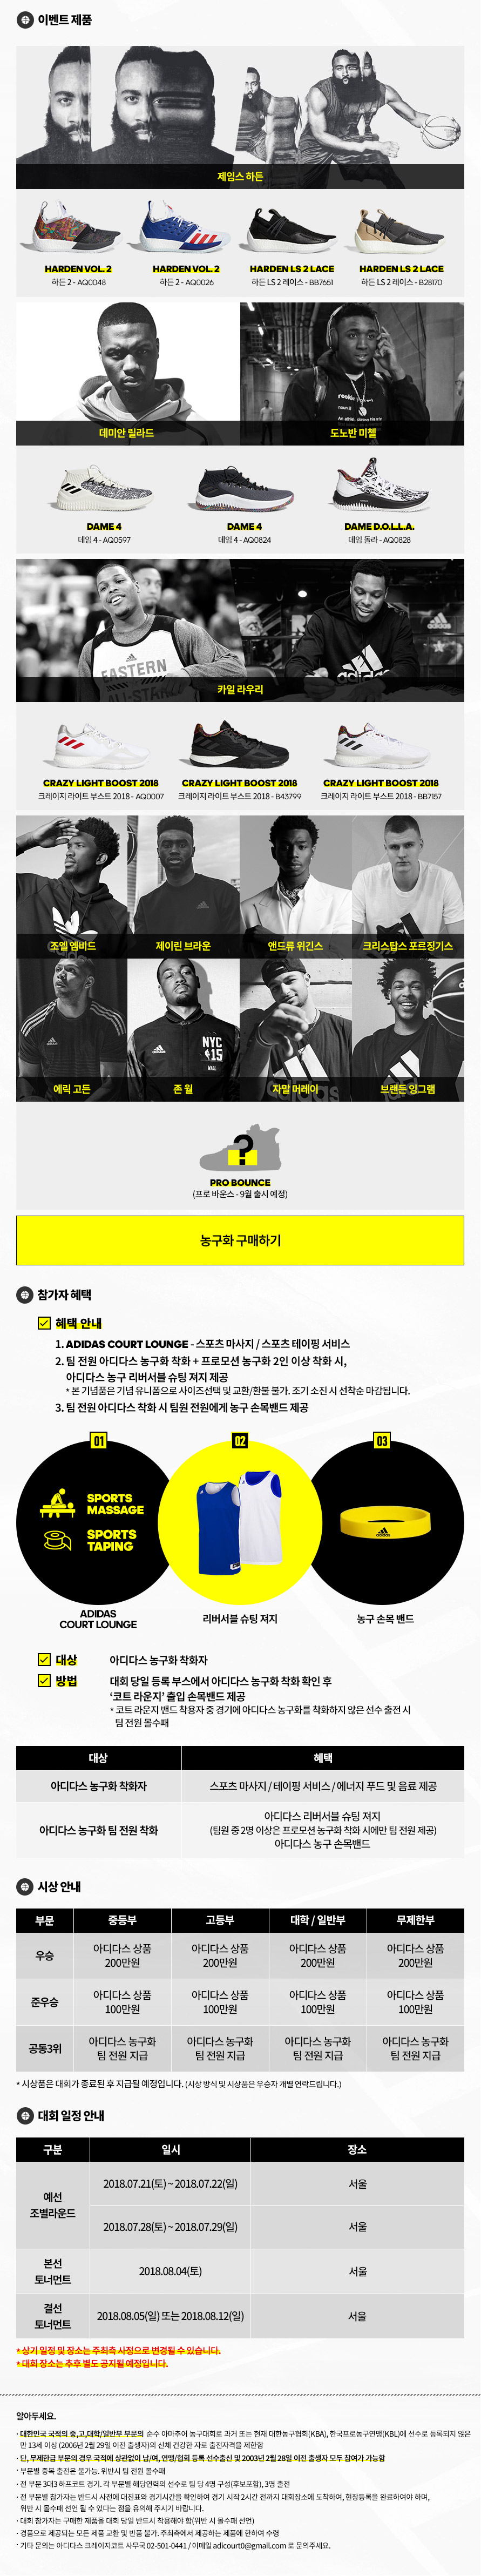 이벤트 제품
제임스 하든
HARDEN VOL. 2
하든 2 - AQ0048
HARDEN VOL. 2
하든 2 - AQ0026
HARDEN LS 2 LACE
하든 LS 2 레이스 - BB7651
HARDEN LS 2 LACE
하든 LS 2 레이스 - B28170
데미안 릴라드
도노반 미첼
DAME 4
데임 4 - AQ0597
DAME 4
데임 4 - AQ0824
DAME D.O.L.L.A.
데임 돌라 - AQ0828
EASTERN
카일 라우리
CRAZY LIGHT BOOST 2018
크레이지 라이트 부스트 2018 - AQ0007
CRAZY LIGHT BOOST 2018
크레이지 라이트 부스트 2018 - B43799
CRAZY LIGHT BOOST 2018
크레이지 라이트 부스트 2018 - BB7157
조엘 엠비드
제이린 브라운
앤드류 위긴스
크리스탑스 포르징기스
NYC
15
WALL
에릭 고든
존 월
자말 머레이
브랜든 잉그램
?
PRO BOUNCE
(프로 바운스 - 9월 출시 예정)
농구화 구매하기
참가자 혜택
혜택 안내
1. ADIDAS COURT LOUNGE - 스포츠 마사지 / 스포츠 테이핑 서비스
2. 팀 전원 아디다스 농구화 착화 + 프로모션 농구화 2인 이상 착화 시,
아디다스 농구 리버서블 슈팅 져지 제공
* 본 기념품은 기념 유니폼으로 사이즈선택 및 교환/환불 불가. 조기 소진 시 선착순 마감됩니다.
3. 팀 전원 아디다스 착화 시 팀원 전원에게 농구 손목밴드 제공
01
02
03
SPORTS
MASSAGE
SPORTS
TAPING
adidas
ADIDAS
COURT LOUNGE
리버서블 슈팅 져지
농구 손목 밴드
대상 아디다스 농구화 착화자
방법 대회 당일 등록 부스에서 아디다스 농구화 착화 확인 후
‘코트 라운지’ 출입 손목밴드 제공
* 코트 라운지 밴드 착용자 중 경기에 아디다스 농구화를 착화하지 않은 선수 출전 시
팀 전원 몰수패
대상 혜택
아디다스 농구화 착화자 스포츠 마사지 / 테이핑 서비스 / 에너지 푸드 및 음료 제공
아디다스 농구화 팀 전원 착화
아디다스 리버서블 슈팅 져지
(팀원 중 2명 이상은 프로모션 농구화 착화 시에만 팀 전원 제공)
아디다스 농구 손목밴드
시상 안내
부문 중등부 고등부 대학 / 일반부 무제한부
우승
아디다스 상품 아디다스 상품 아디다스 상품 아디다스 상품
200만원 200만원 200만원 200만원
준우승
아디다스 상품 아디다스 상품 아디다스 상품 아디다스 상품
100만원 100만원 100만원 100만원
공동3위
아디다스 농구화 아디다스 농구화 아디다스 농구화 아디다스 농구화
팀 전원 지급 팀 전원 지급 팀 전원 지급 팀 전원 지급
* 시상품은 대회가 종료된 후 지급될 예정입니다. (시상 방식 및 시상품은 우승자 개별 연락드립니다.)
대회 일정 안내
구분 일시 장소
예선
조별라운드
2018.07.21(토) ~ 2018.07.22(일) 서울
2018.07.28(토) ~ 2018.07.29(일) 서울
본선
토너먼트
2018.08.04(토) 서울
결선
토너먼트
2018.08.05(일) 또는 2018.08.12(일) 서울
* 상기 일정 및 장소는 주최측 사정으로 변경될 수 있습니다.
* 대회 장소는 추후 별도 공지될 예정입니다.
알아두세요.
· 대한민국 국적의 중,고,대학/일반부 부문의 순수 아마추어 농구대회로 과거 또는 현재 대한농구협회(KBA), 한국프로농구연맹(KBL)에 선수로 등록되지 않은
만 13세 이상 (2006년 2월 29일 이전 출생자)의 신체 건강한 자로 출전자격을 제한함
· 단, 무제한급 부문의 경우 국적에 상관없이 남/여, 연맹/협회 등록 선수출신 및 2003년 2월 28일 이전 출생자 모두 참여가 가능함
· 부문별 중복 출전은 불가능. 위반시 팀 전원 몰수패
· 전 부문 3대3 하프코트 경기. 각 부문별 해당연력의 선수로 팀 당 4명 구성(후보포함), 3명 출전
· 전 부문별 참가자는 반드시 사전에 대진표와 경기시간을 확인하여 경기 시작 2시간 전까지 대회장소에 도착하여, 현장등록을 완료하여야 하며,
위반 시 몰수패 선언 될 수 있다는 점을 유의해 주시기 바랍니다.
· 대회 참가자는 구매한 제품을 대회 당일 반드시 착용해야 함(위반 시 몰수패 선언)
· 경품으로 제공되는 모든 제품 교환 및 반품 불가. 주최측에서 제공하는 제품에 한하여 수령
· 기타 문의는 아디다스 크레이지코트 사무국 02-501-0441 / 이메일 adicourt0@gmail.com 로 문의주세요.